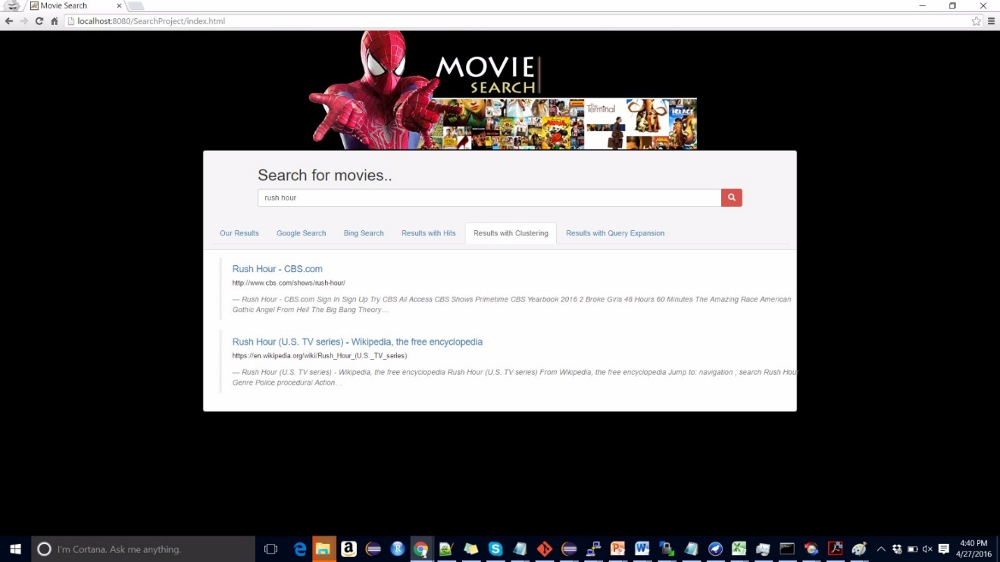 Movie Search
localhost:8080/SearchProject/index.html
MOVIE
SEARCH
The Terminal
ICE AGE
Search for movies..
rush hour
Our Results Google Search Bing Search Results with Hits Results with Clustering Results with Query Expansion
Rush Hour - CBS.com
http://www.cbs.com/shows/rush-hour/
— Rush Hour - CBS.com Sign In Sign Up Try CBS All Access CBS Shows Primetime CBS Yearbook 2016 2 Broke Girls 48 Hours 60 Minutes The Amazing Race American
Gothic Angel From Hell The Big Bang Theory…
Rush Hour (U.S. TV series) - Wikipedia, the free encyclopedia
https://en.wikipedia.org/wiki/Rush_Hour_(U.S._TV_series)
— Rush Hour (U.S. TV series) - Wikipedia, the free encyclopedia Rush Hour (U.S. TV series) From Wikipedia, the free encyclopedia Jump to: navigation , search Rush Hour
Genre Police procedural Action…
I'm Cortana. Ask me anything.
4:40 PM
4/27/2016